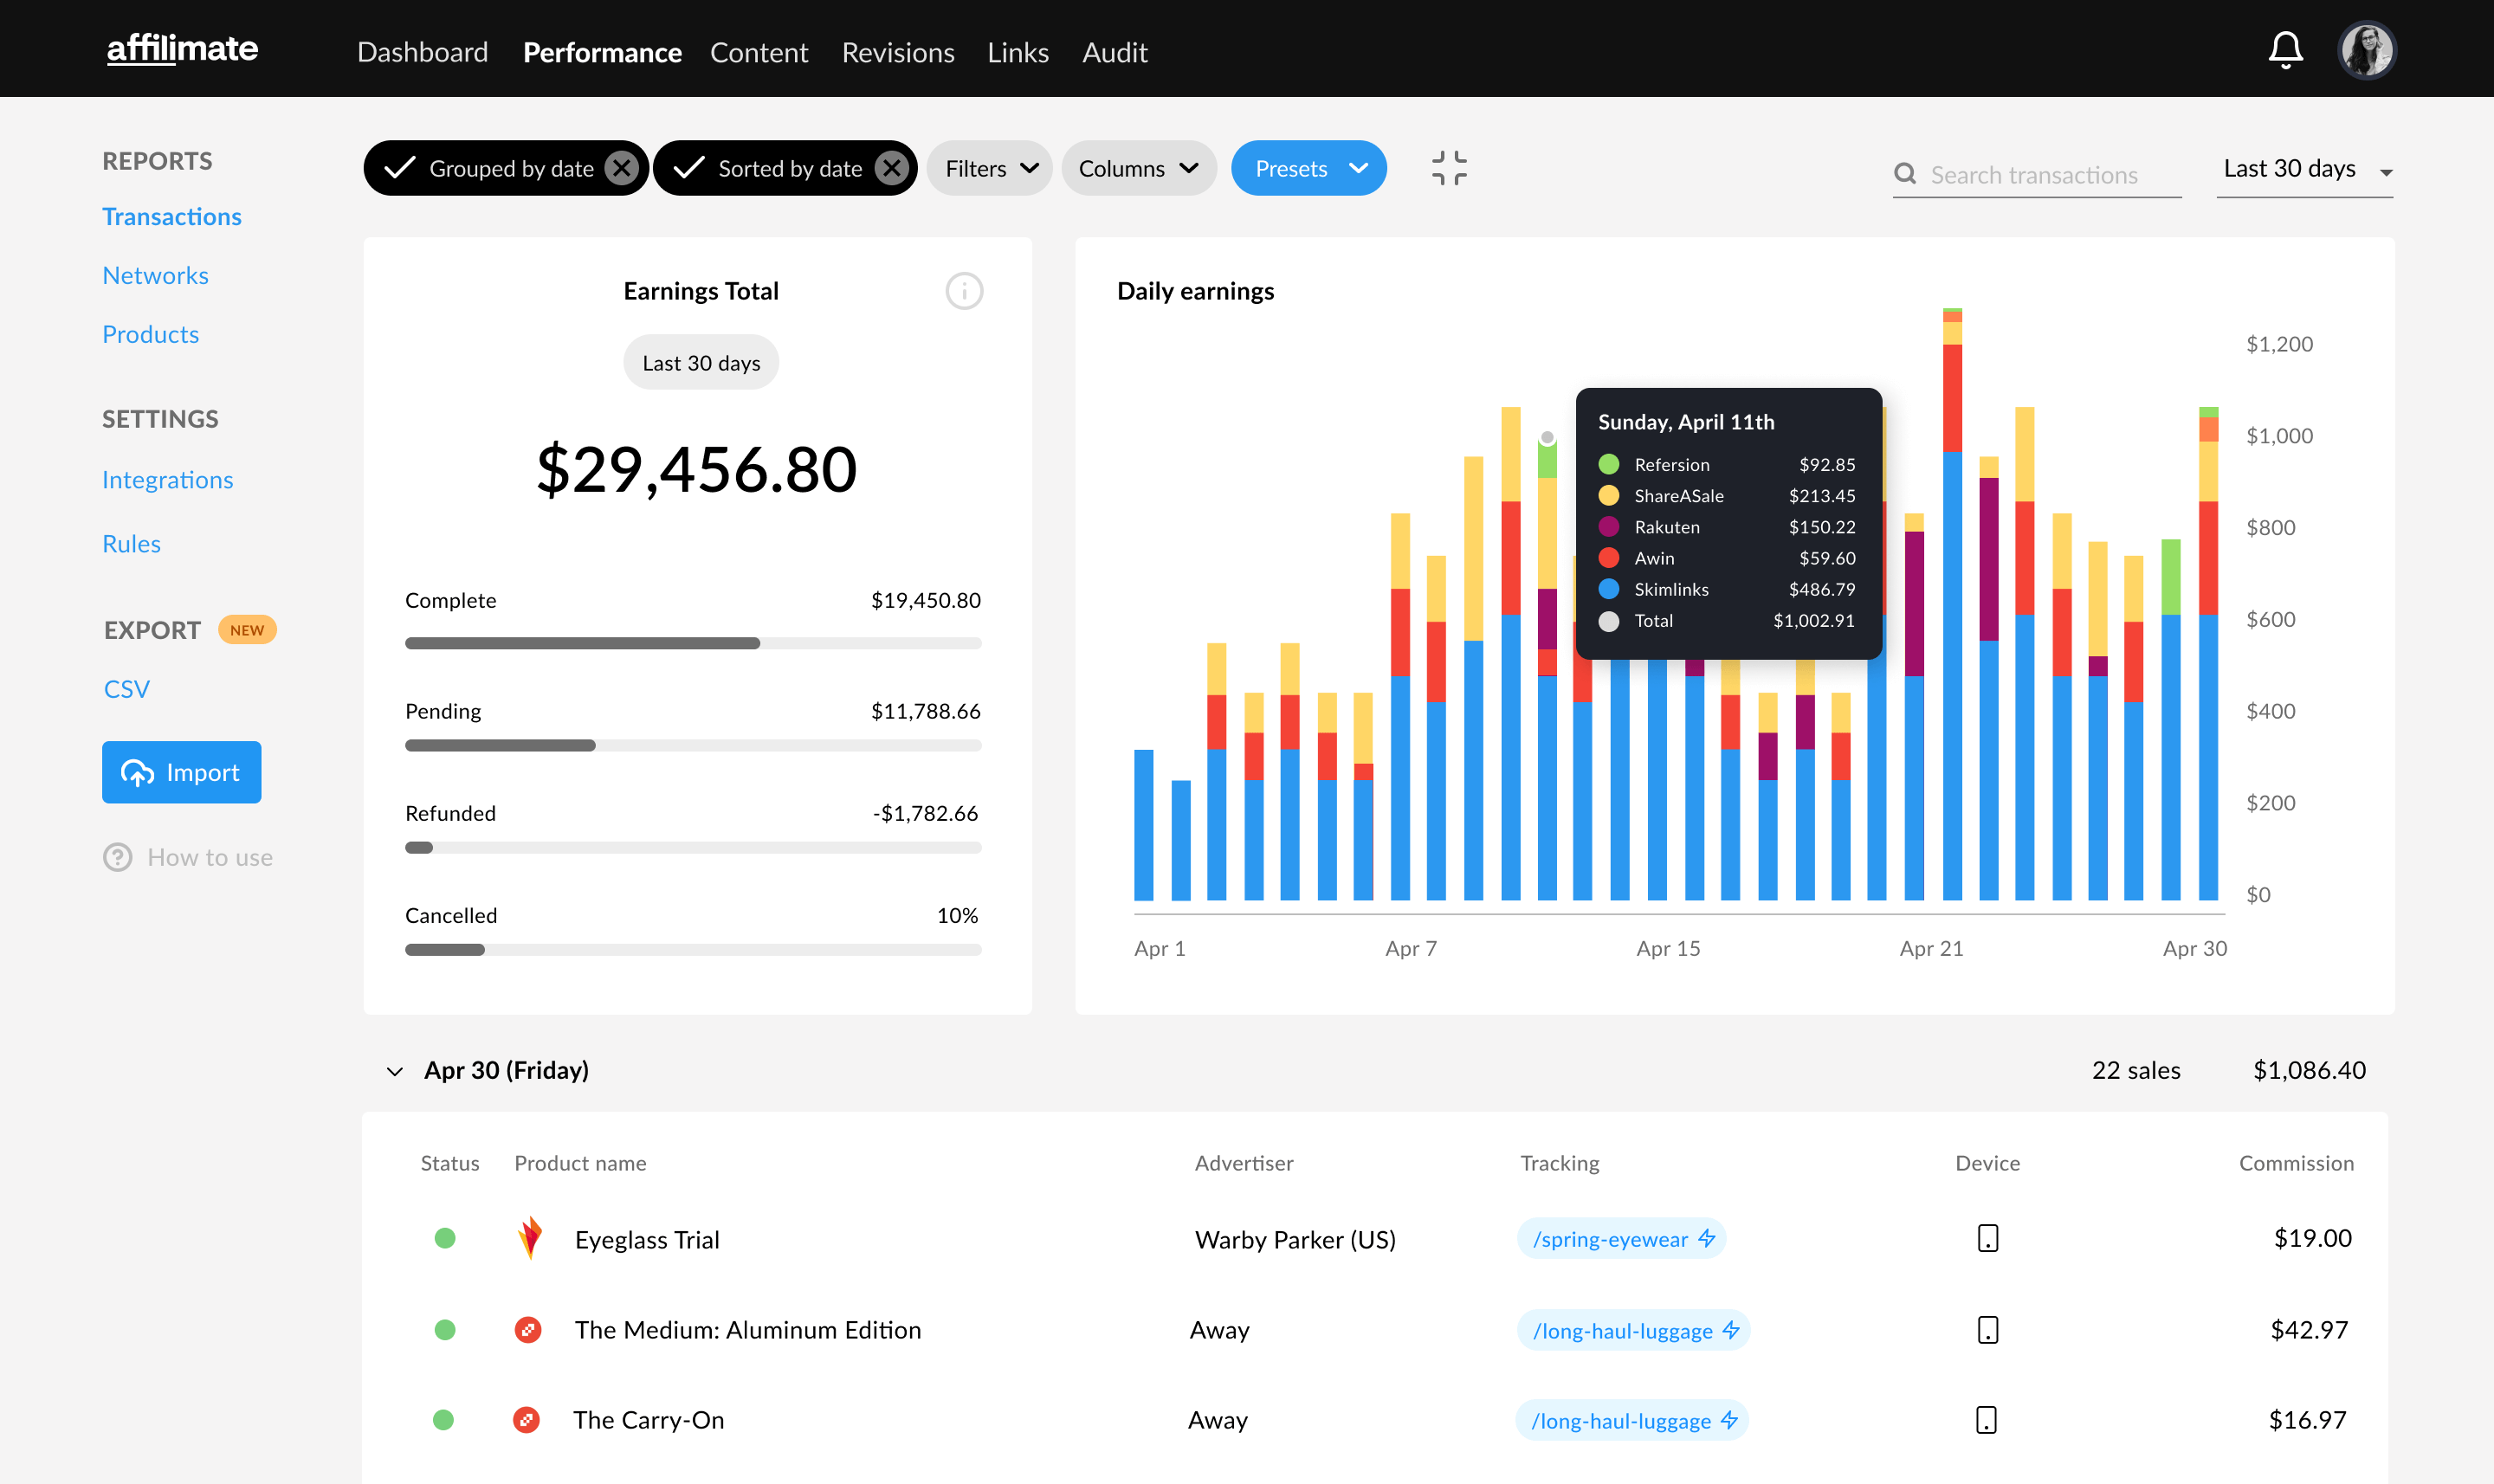 affilimate
Dashboard Performance Content Revisions Links Audit
REPORTS
Transactions
Networks
Products
SETTINGS
Integrations
Rules
EXPORT NEW
CSV
Import
How to use
Grouped by date Sorted by date Filters Columns Presets
Search transactions Last 30 days
Earnings Total
Last 30 days
$29,456.80
Complete $19,450.80
Pending $11,788.66
Refunded -$1,782.66
Cancelled 10%
Daily earnings
Sunday, April 11th
Refersion $92.85
ShareASale $213.45
Rakuten $150.22
Awin $59.60
Skimlinks $486.79
Total $1,002.91
$1,200
$1,000
$800
$600
$400
$200
$0
Apr 1 Apr 7 Apr 15 Apr 21 Apr 30
Apr 30 (Friday) 22 sales $1,086.40
Status Product name Advertiser Tracking Device Commission
Eyeglass Trial Warby Parker (US) /spring-eyewear $19.00
The Medium: Aluminum Edition Away /long-haul-luggage $42.97
The Carry-On Away /long-haul-luggage $16.97